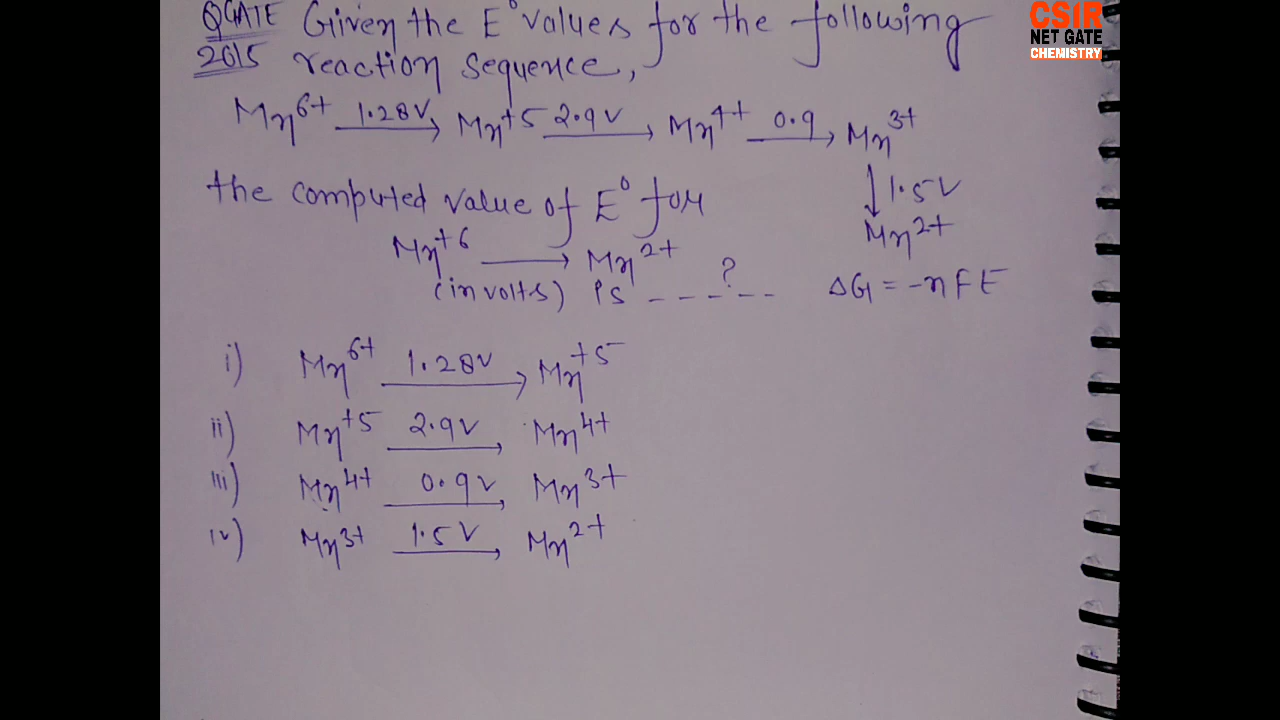 QGATE Given the E° values for the following
2015 reaction sequence,
Mn6+ 1.28V→ Mn+5 2.9V→ Mn4+ 0.9→ Mn3+
↓ 1.5V
Mn2+
the computed value of E° for
Mn+6 → Mn2+
(in volts) is - - - ? - - ΔG = -nFE
i) Mn6+ 1.28V→ Mn+5
ii) Mn+5 2.9V→ Mn4+
iii) Mn4+ 0.9V→ Mn3+
iv) Mn3+ 1.5V→ Mn2+
CSIR
NET GATE
CHEMISTRY